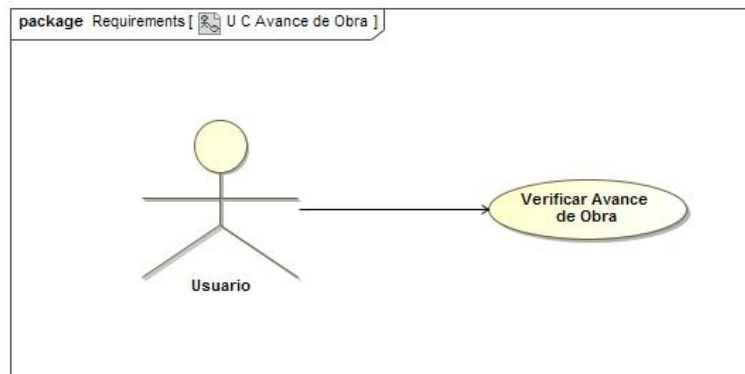 package Requirements [ U C Avance de Obra ]
Verificar Avance
de Obra
Usuario